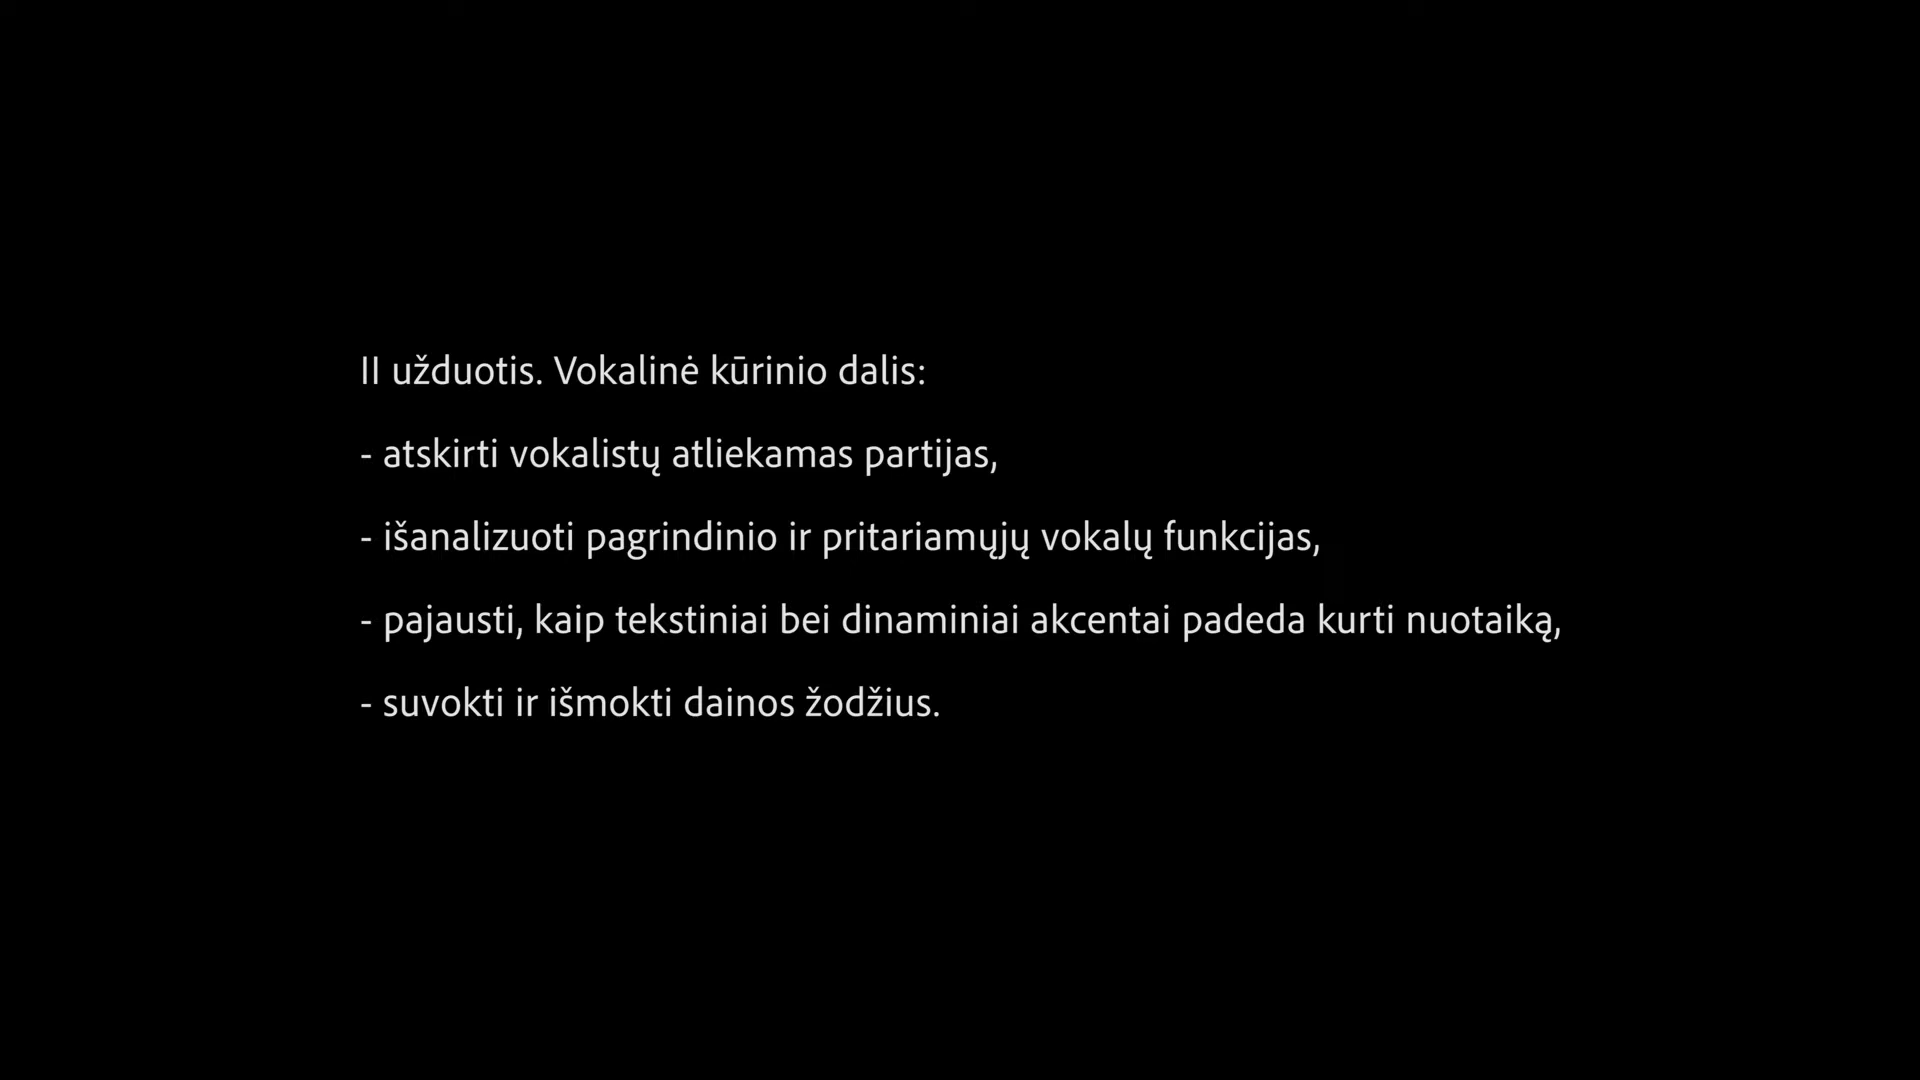 II užduotis. Vokalinė kūrinio dalis:
- atskirti vokalistų atliekamas partijas,
- išanalizuoti pagrindinio ir pritariamųjų vokalų funkcijas,
- pajausti, kaip tekstiniai bei dinaminiai akcentai padeda kurti nuotaiką,
- suvokti ir išmokti dainos žodžius.